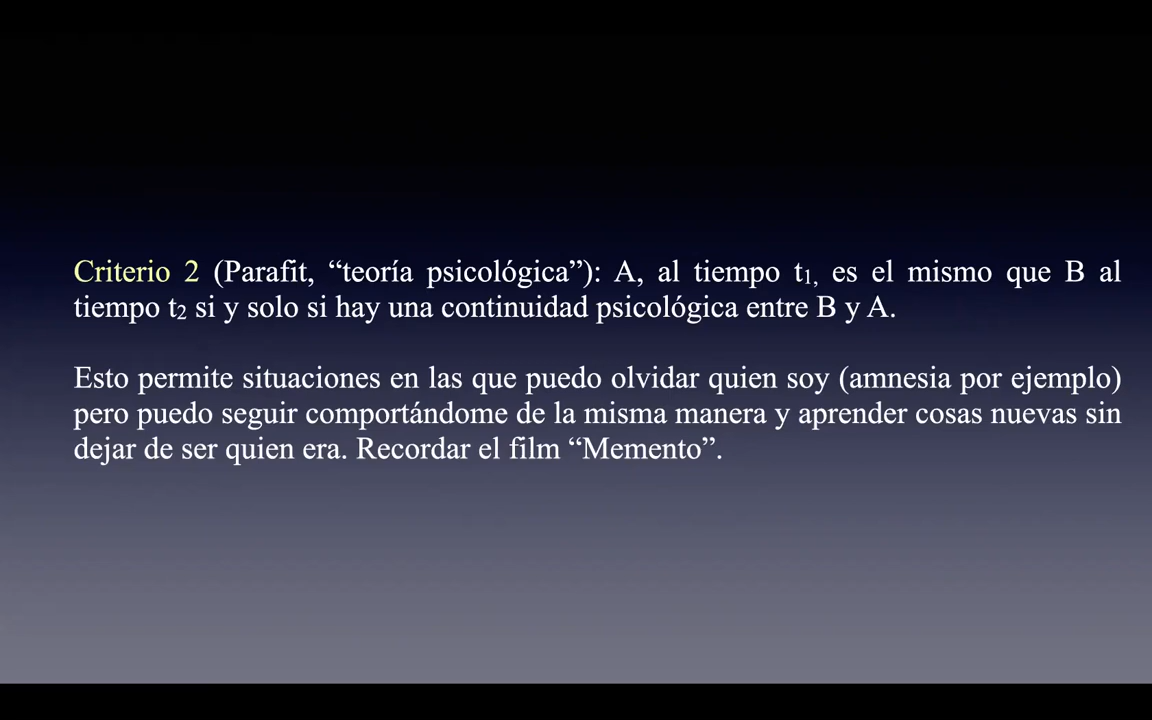 Criterio 2 (Parafit, “teoría psicológica”): A, al tiempo t₁, es el mismo que B al
tiempo t₂ si y solo si hay una continuidad psicológica entre B y A.
Esto permite situaciones en las que puedo olvidar quien soy (amnesia por ejemplo)
pero puedo seguir comportándome de la misma manera y aprender cosas nuevas sin
dejar de ser quien era. Recordar el film “Memento”.